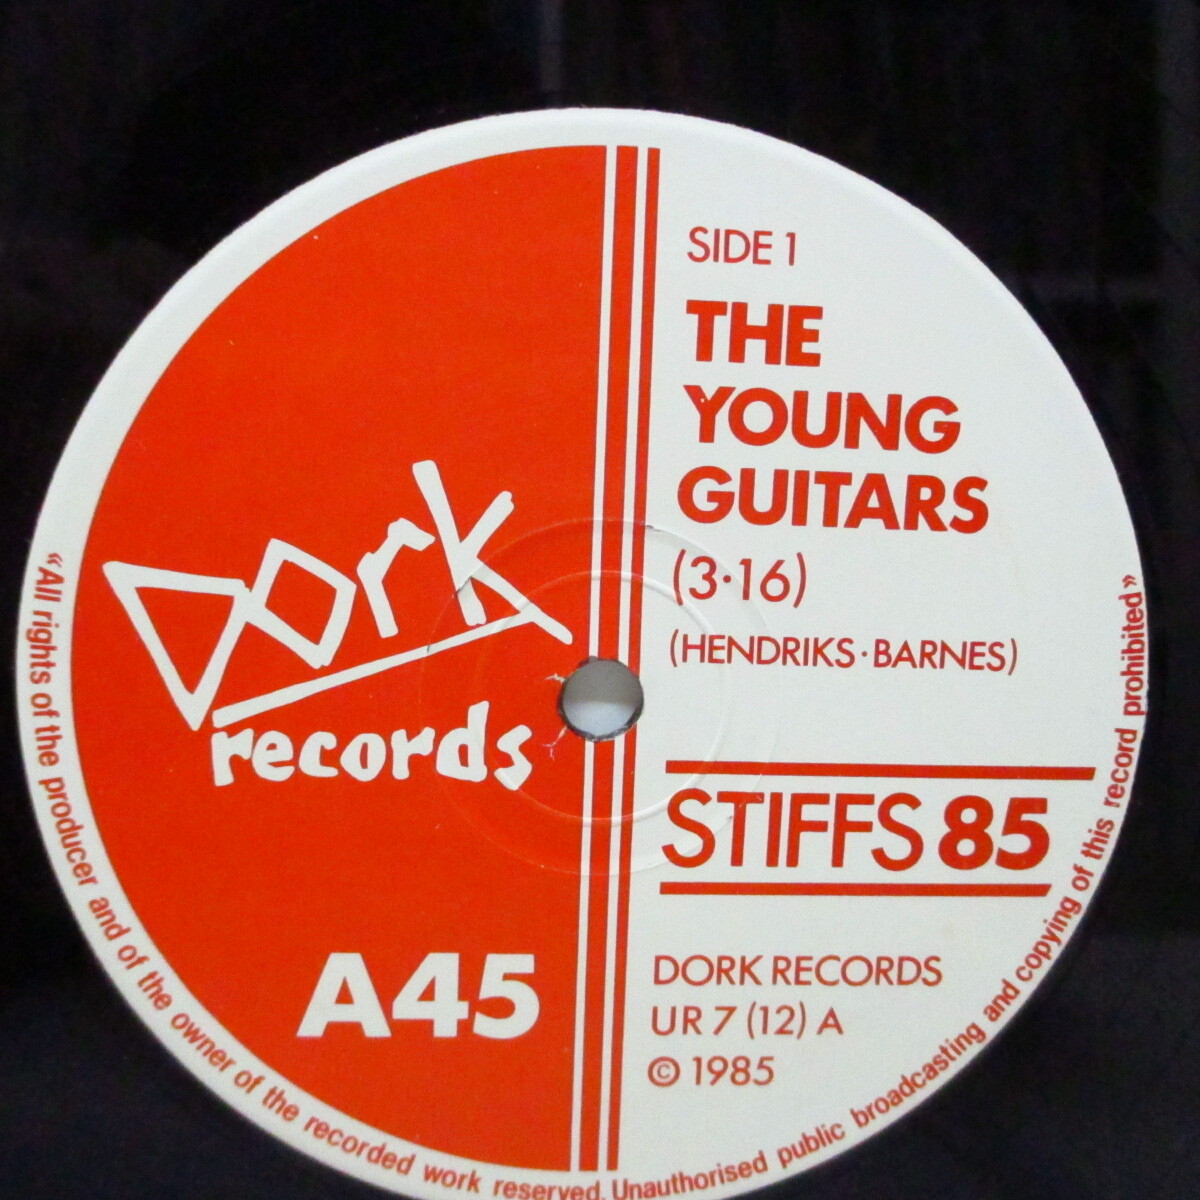 Dork
records
A45
SIDE 1
THE
YOUNG
GUITARS
(3·16)
(HENDRIKS·BARNES)
STIFFS 85
DORK RECORDS
UR 7 (12) A
© 1985
“All rights of the producer and of the owner of the recorded work reserved. Unauthorised public broadcasting and copying of this record prohibited”